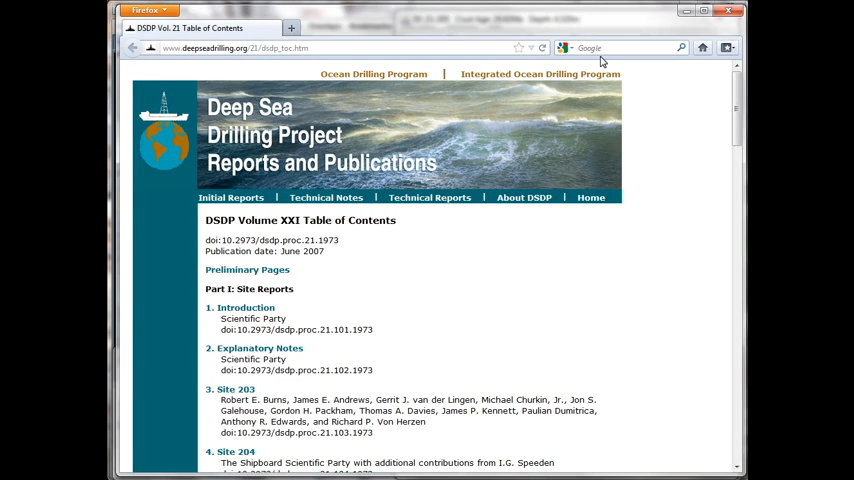 Firefox
DSDP Vol. 21 Table of Contents
www.deepseadrilling.org/21/dsdp_toc.htm
Google
Ocean Drilling Program | Integrated Ocean Drilling Program
Deep Sea
Drilling Project
Reports and Publications
Initial Reports | Technical Notes | Technical Reports | About DSDP | Home
DSDP Volume XXI Table of Contents
doi:10.2973/dsdp.proc.21.1973
Publication date: June 2007
Preliminary Pages
Part I: Site Reports
1. Introduction
Scientific Party
doi:10.2973/dsdp.proc.21.101.1973
2. Explanatory Notes
Scientific Party
doi:10.2973/dsdp.proc.21.102.1973
3. Site 203
Robert E. Burns, James E. Andrews, Gerrit J. van der Lingen, Michael Churkin, Jr., Jon S.
Galehouse, Gordon H. Packham, Thomas A. Davies, James P. Kennett, Paulian Dumitrica,
Anthony R. Edwards, and Richard P. Von Herzen
doi:10.2973/dsdp.proc.21.103.1973
4. Site 204
The Shipboard Scientific Party with additional contributions from I.G. Speeden